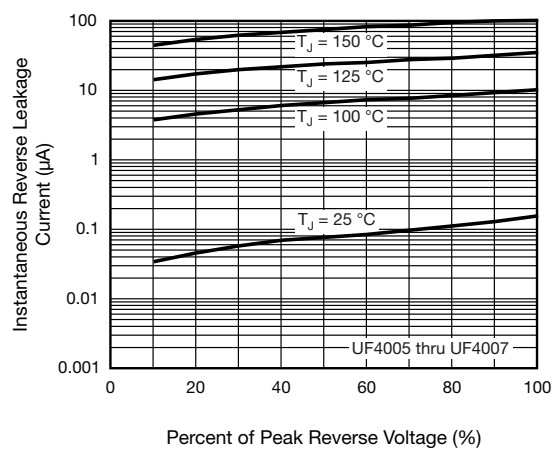 100
10
1
0.1
0.01
0.001
Instantaneous Reverse Leakage
Current (µA)
T_J = 150 °C
T_J = 125 °C
T_J = 100 °C
T_J = 25 °C
UF4005 thru UF4007
0 20 40 60 80 100
Percent of Peak Reverse Voltage (%)